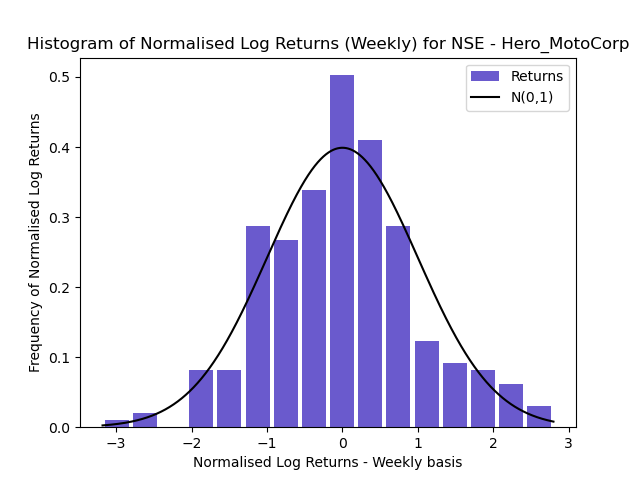 Histogram of Normalised Log Returns (Weekly) for NSE - Hero_MotoCorp
Returns
N(0,1)
Frequency of Normalised Log Returns
0.5
0.4
0.3
0.2
0.1
0.0
−3
−2
−1
0
1
2
3
Normalised Log Returns - Weekly basis